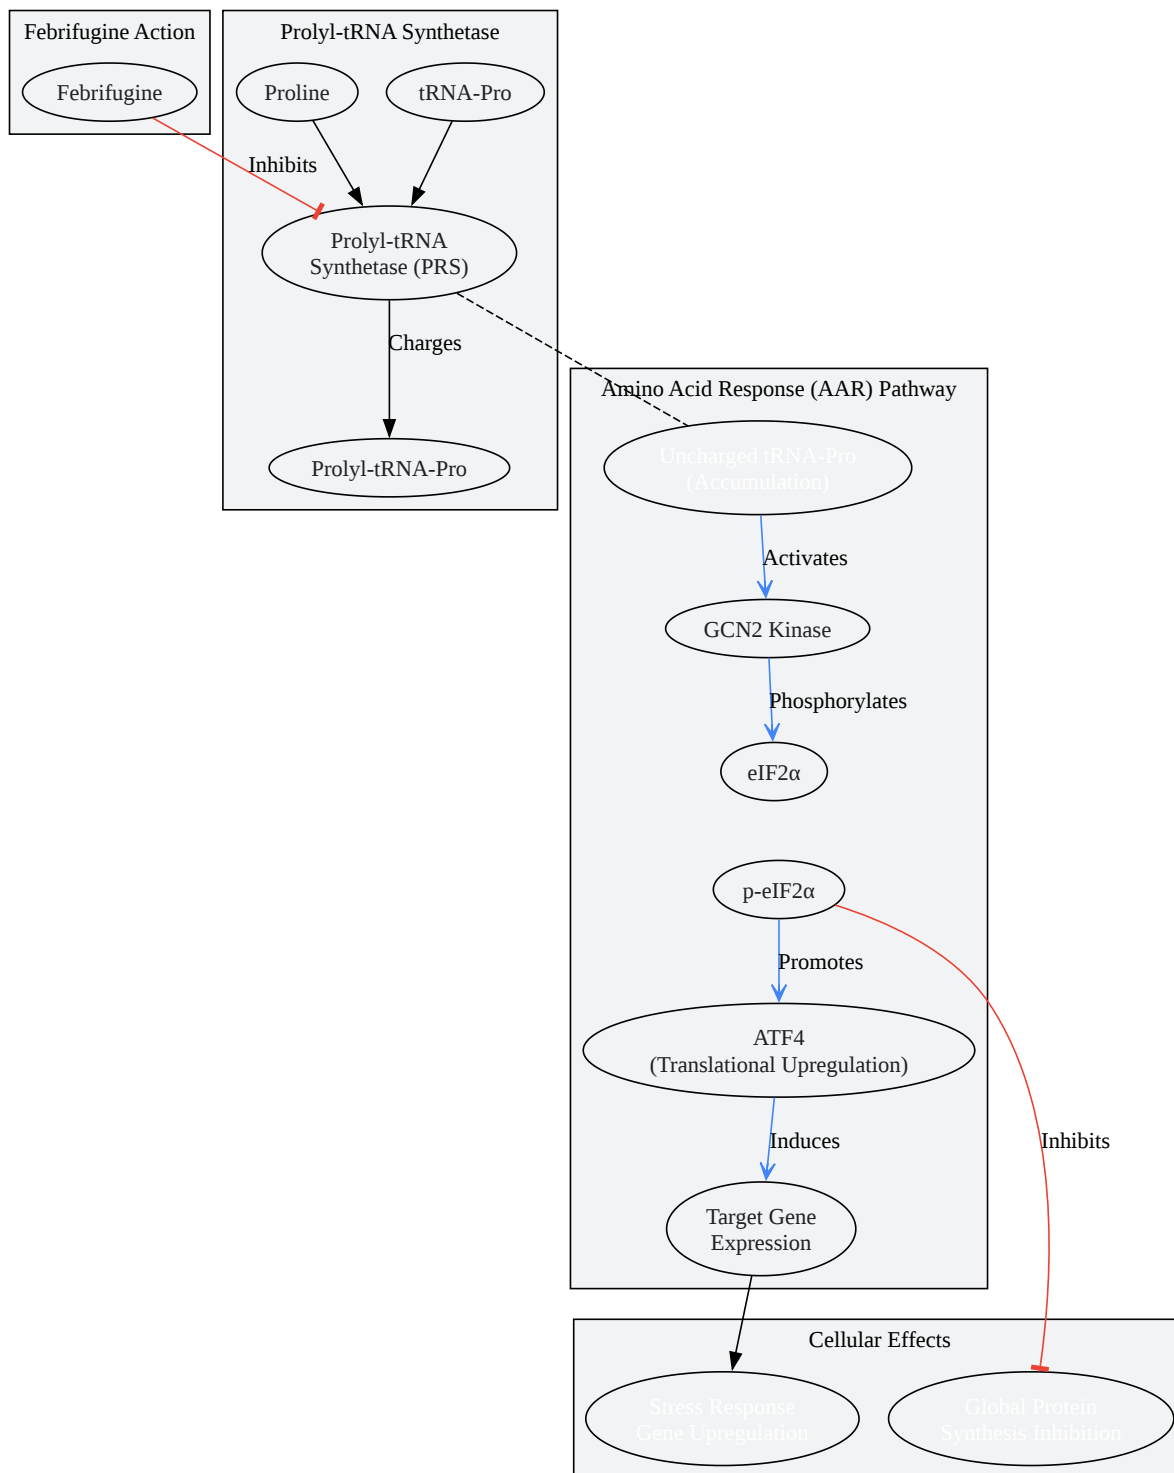 Febrifugine Action
Prolyl-tRNA Synthetase
Febrifugine
Proline
tRNA-Pro
Inhibits
Prolyl-tRNA
Synthetase (PRS)
Charges
Amino Acid Response (AAR) Pathway
Uncharged tRNA-Pro
(Accumulation)
Prolyl-tRNA-Pro
Activates
GCN2 Kinase
Phosphorylates
eIF2α
p-eIF2α
Promotes
ATF4
(Translational Upregulation)
Induces
Inhibits
Target Gene
Expression
Cellular Effects
Stress Response
Gene Upregulation
Global Protein
Synthesis Inhibition